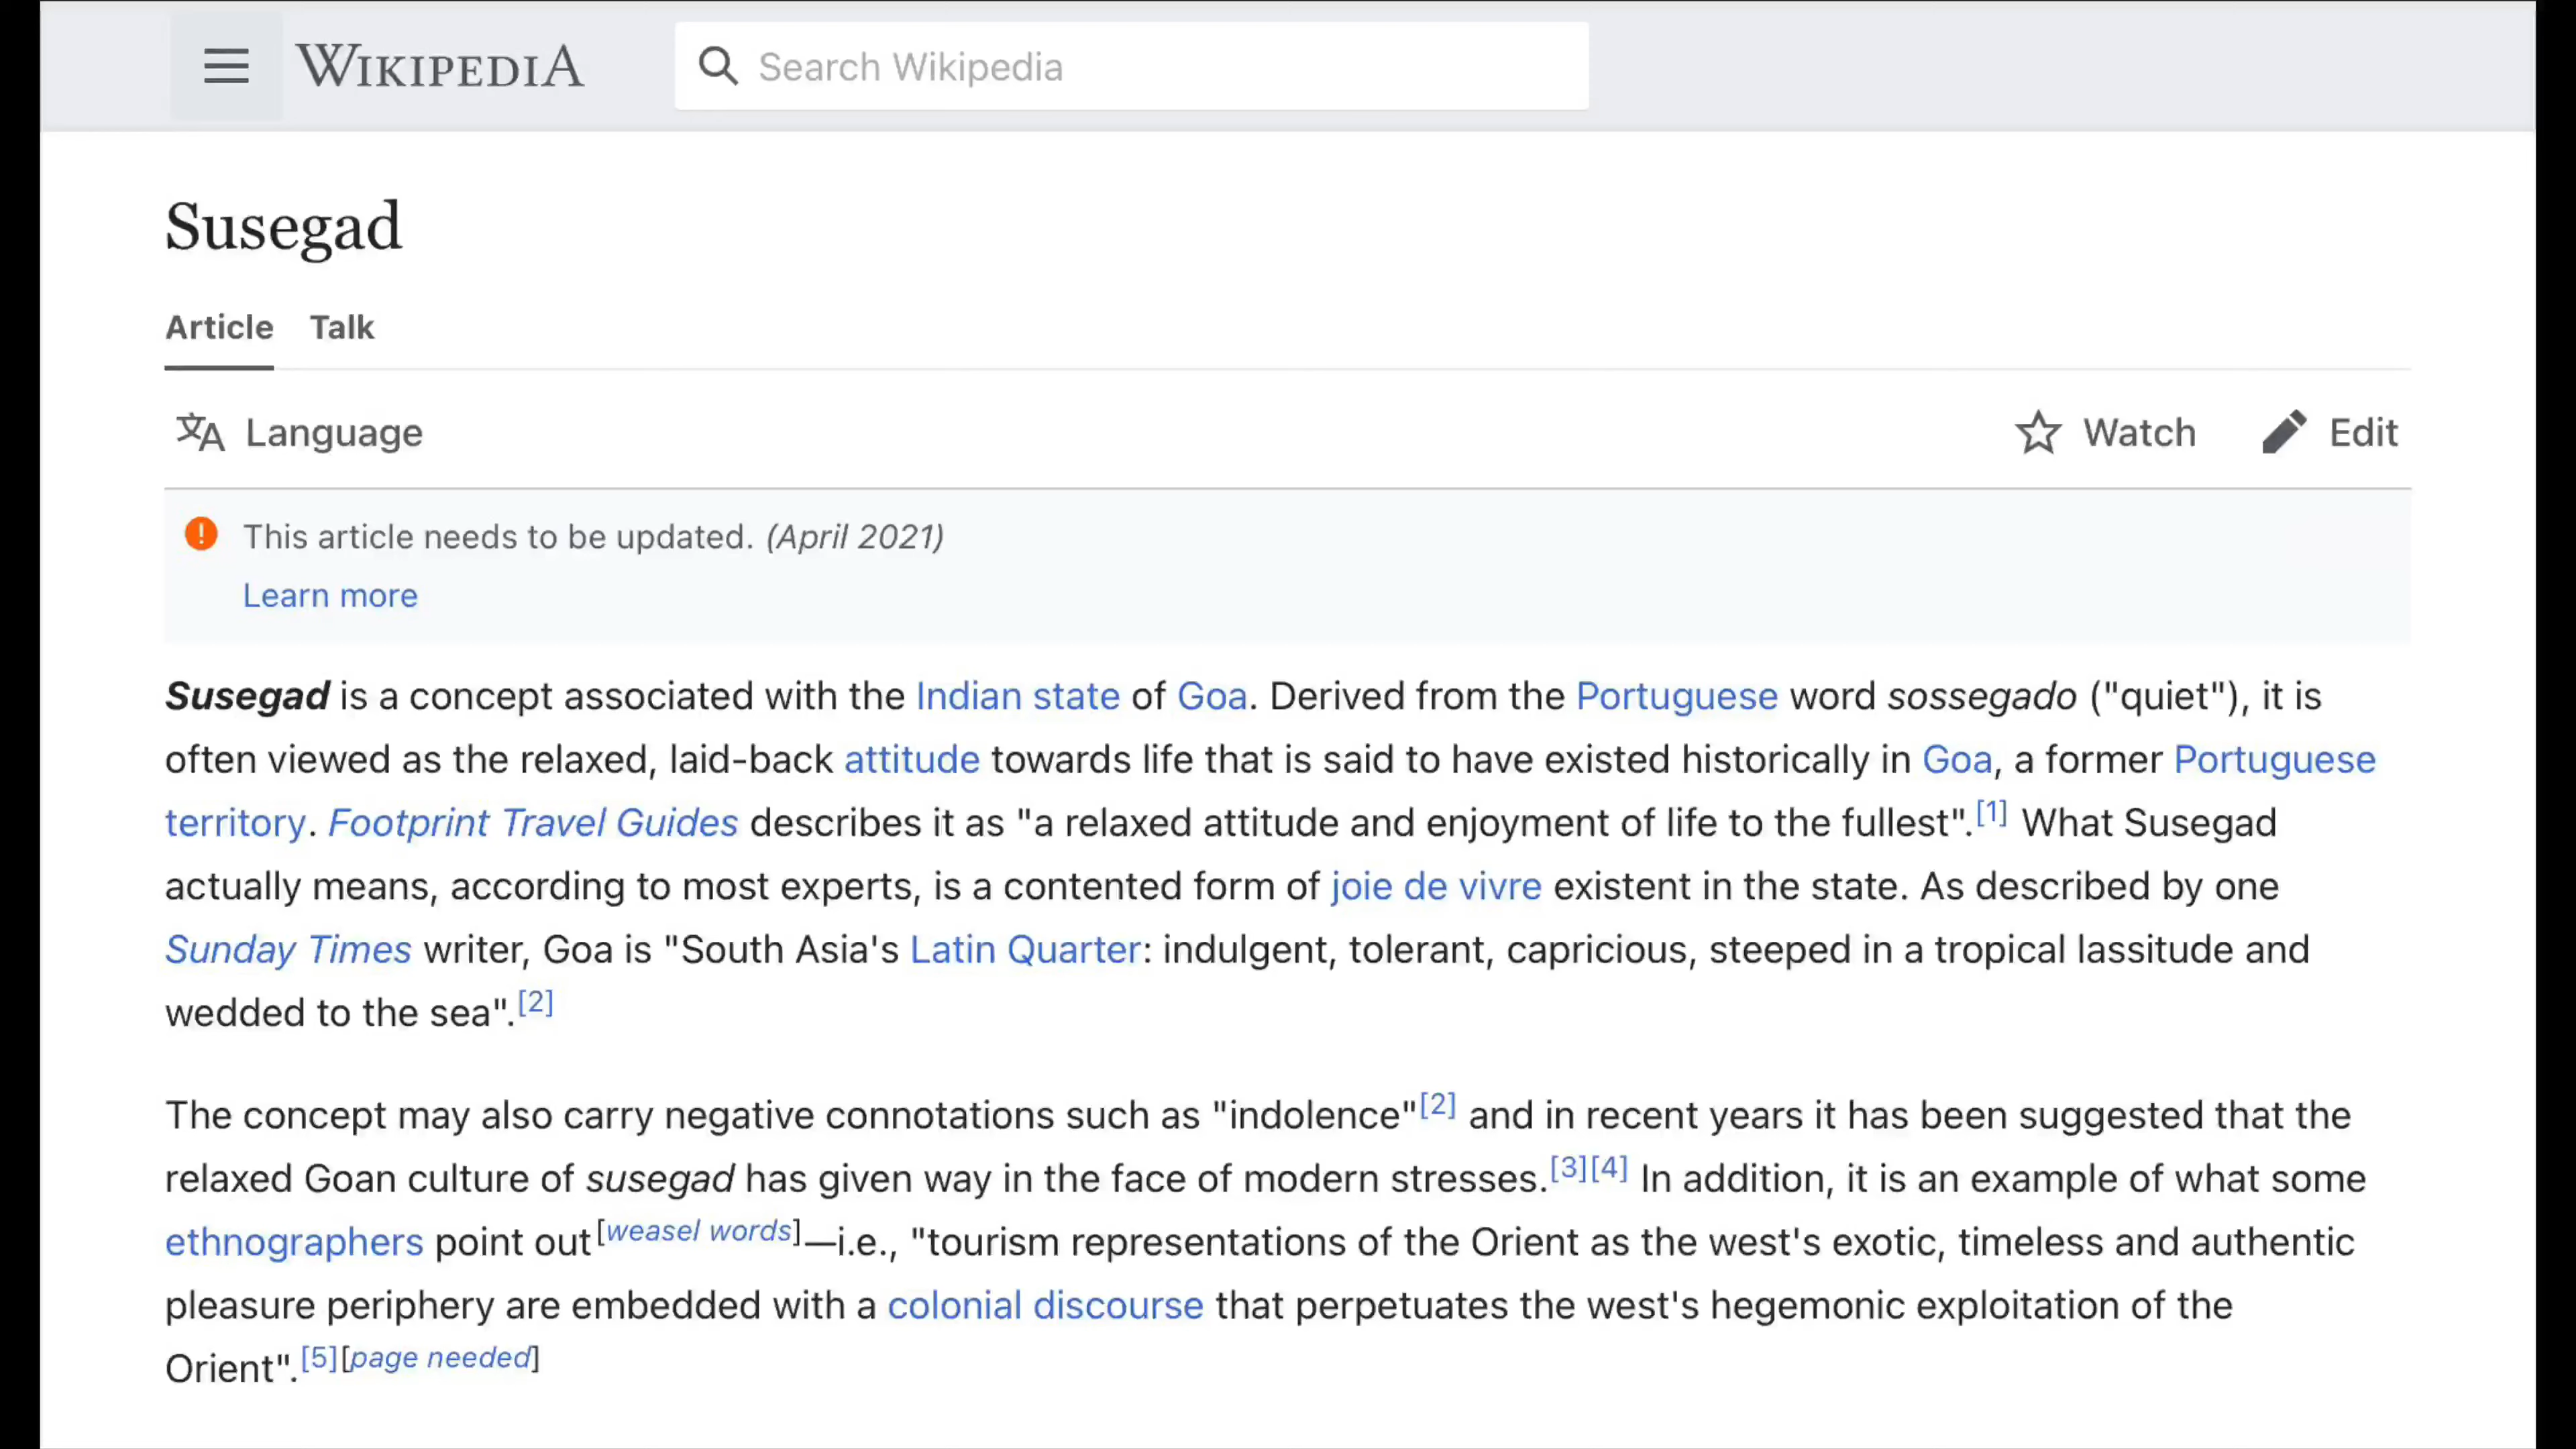 WIKIPEDIA
Search Wikipedia
Susegad
Article Talk
Language
Watch Edit
This article needs to be updated. (April 2021)
Learn more
Susegad is a concept associated with the Indian state of Goa. Derived from the Portuguese word sossegado ("quiet"), it is
often viewed as the relaxed, laid-back attitude towards life that is said to have existed historically in Goa, a former Portuguese
territory. Footprint Travel Guides describes it as "a relaxed attitude and enjoyment of life to the fullest".[1] What Susegad
actually means, according to most experts, is a contented form of joie de vivre existent in the state. As described by one
Sunday Times writer, Goa is "South Asia's Latin Quarter: indulgent, tolerant, capricious, steeped in a tropical lassitude and
wedded to the sea".[2]
The concept may also carry negative connotations such as "indolence"[2] and in recent years it has been suggested that the
relaxed Goan culture of susegad has given way in the face of modern stresses.[3][4] In addition, it is an example of what some
ethnographers point out[weasel words]—i.e., "tourism representations of the Orient as the west's exotic, timeless and authentic
pleasure periphery are embedded with a colonial discourse that perpetuates the west's hegemonic exploitation of the
Orient".[5][page needed]